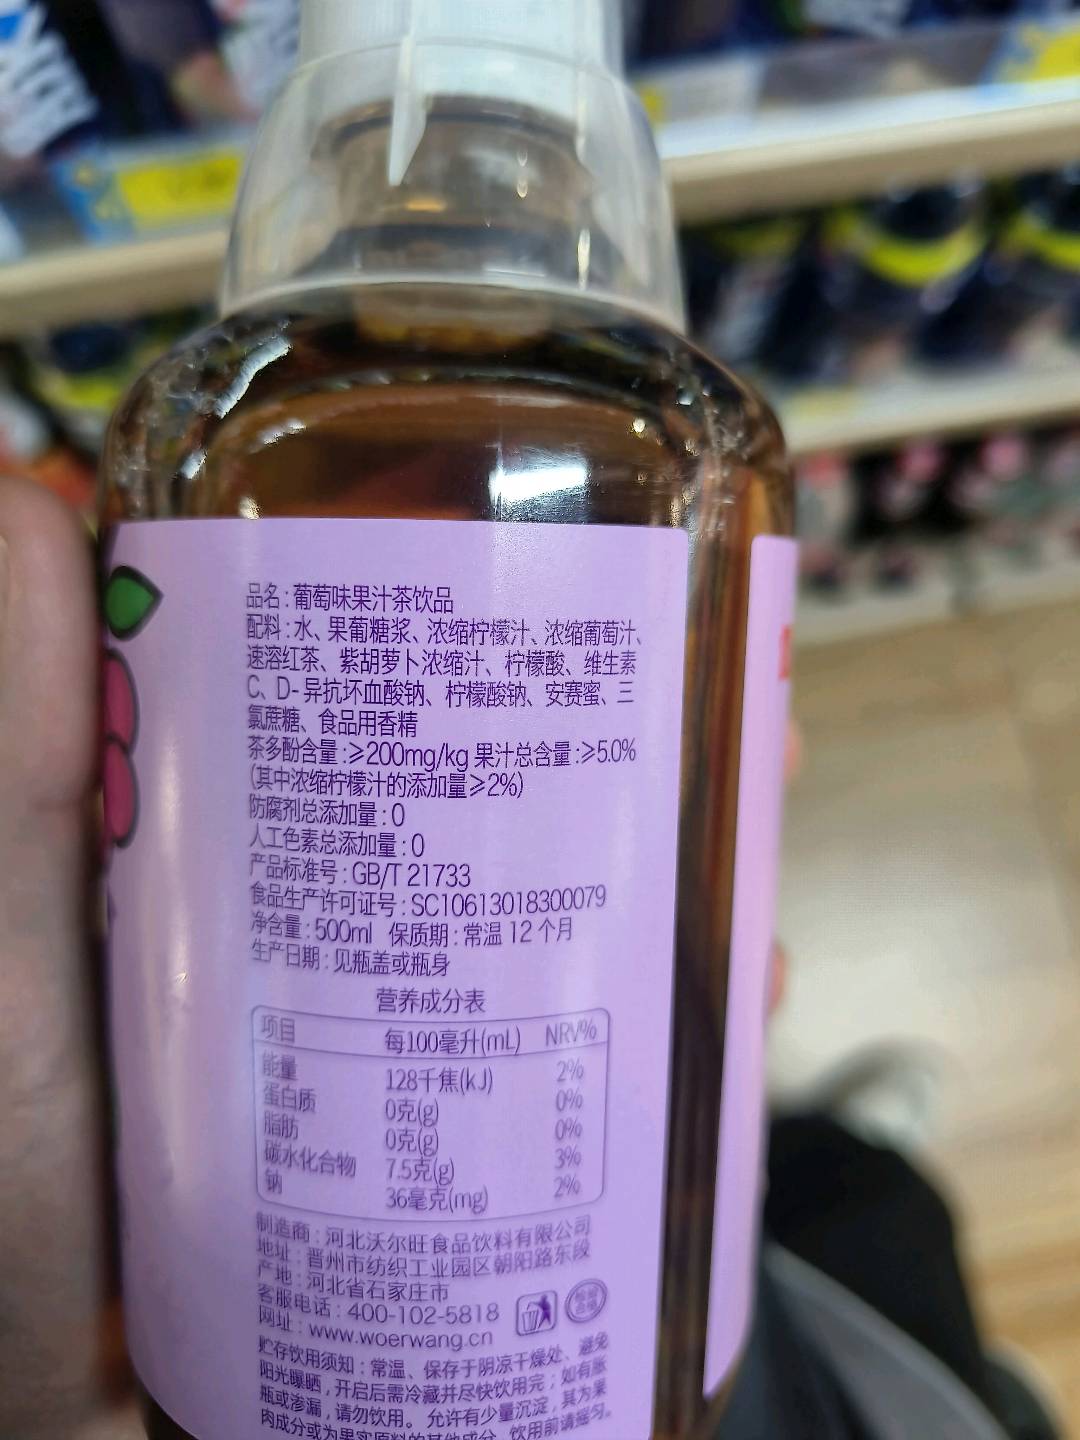 品名:葡萄味果汁茶饮品
配料:水、果葡糖浆、浓缩柠檬汁、浓缩葡萄汁、
速溶红茶、紫胡萝卜浓缩汁、柠檬酸、维生素
C、D-异抗坏血酸钠、柠檬酸钠、安赛蜜、三
氯蔗糖、食品用香精
茶多酚含量:≥200mg/kg 果汁总含量:≥5.0%
(其中浓缩柠檬汁的添加量≥2%)
防腐剂总添加量:0
人工色素总添加量:0
产品标准号:GB/T 21733
食品生产许可证号:SC10613018300079
净含量:500ml 保质期:常温12个月
生产日期:见瓶盖或瓶身
营养成分表
项目 每100毫升(mL) NRV%
能量 128千焦(kJ) 2%
蛋白质 0克(g) 0%
脂肪 0克(g) 0%
碳水化合物 7.5克(g) 3%
钠 36毫克(mg) 2%
制造商:河北沃尔旺食品饮料有限公司
地址:晋州市纺织工业园区朝阳路东段
产地:河北省石家庄市
客服电话:400-102-5818
网址:www.woerwang.cn
贮存饮用须知:常温、保存于阴凉干燥处、避免
阳光曝晒,开启后需冷藏并尽快饮用完;如有胀
瓶或渗漏,请勿饮用。允许有少量沉淀,其为果
肉成分或为果实原料的其他成分,饮用前请摇匀。